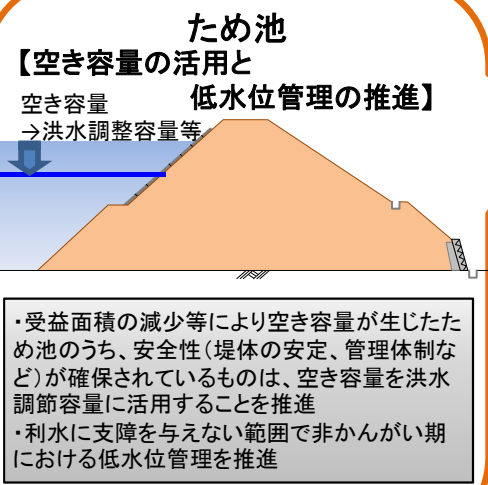 ため池
【空き容量の活用と
低水位管理の推進】
空き容量
→洪水調整容量等
・受益面積の減少等により空き容量が生じたた
め池のうち、安全性(堤体の安定、管理体制な
ど)が確保されているものは、空き容量を洪水
調節容量に活用することを推進
・利水に支障を与えない範囲で非かんがい期
における低水位管理を推進